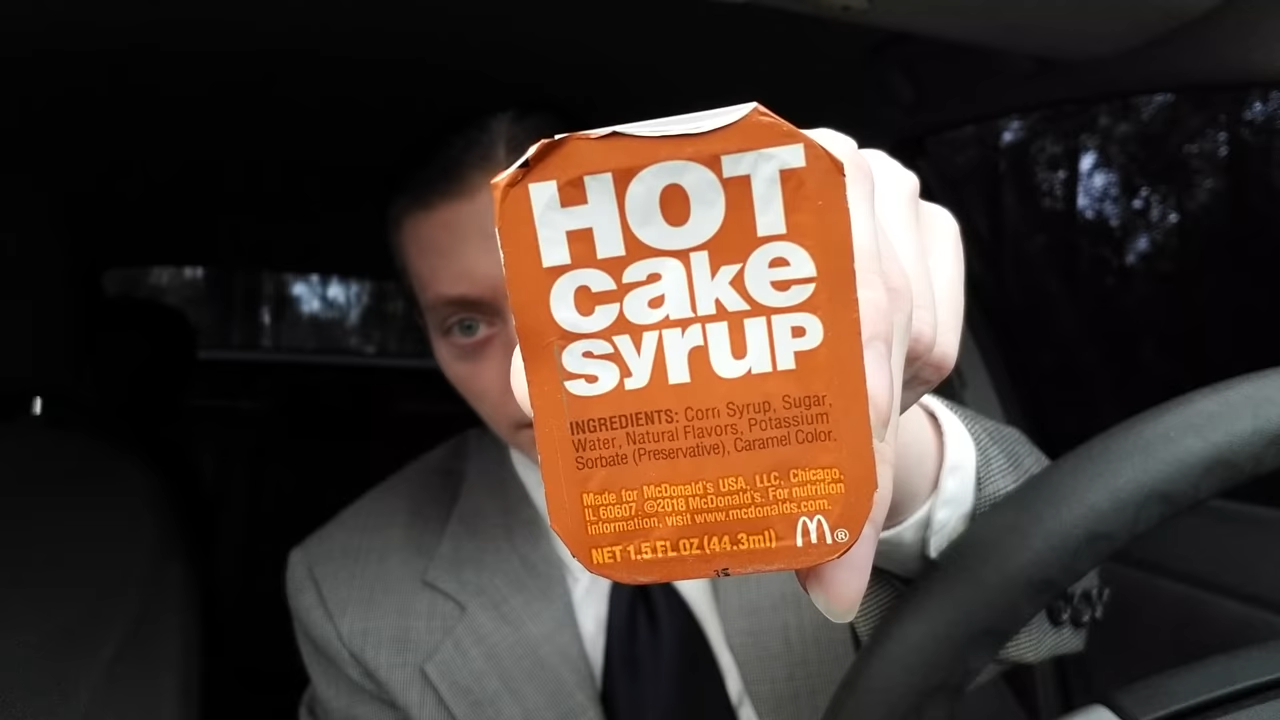 HOT
cake
syrup
INGREDIENTS: Corn Syrup, Sugar,
Water, Natural Flavors, Potassium
Sorbate (Preservative), Caramel Color.
Made for McDonald's USA, LLC, Chicago,
IL 60607. ©2018 McDonald's. For nutrition
information, visit www.mcdonalds.com.
NET 1.5 FL OZ (44.3ml) M®